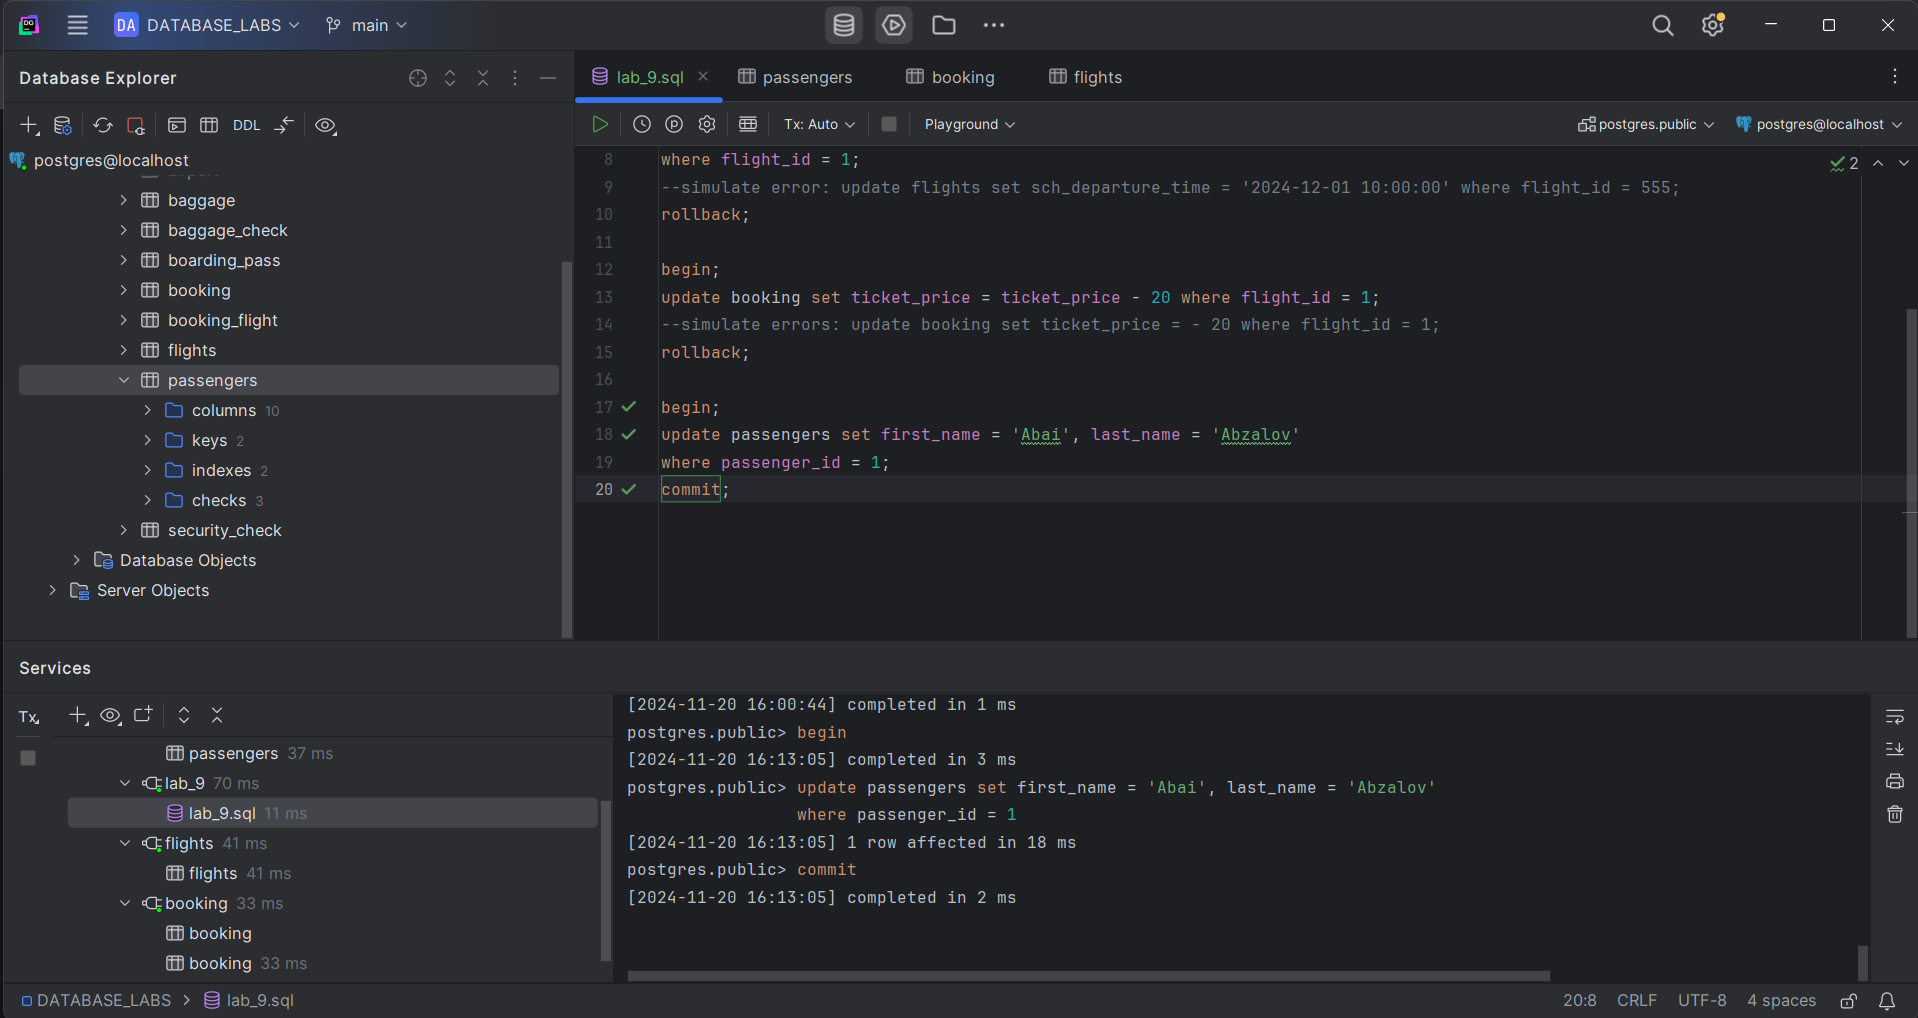 DG
DA DATABASE_LABS main
Database Explorer
lab_9.sql passengers booking flights
DDL
Tx: Auto Playground postgres.public postgres@localhost
postgres@localhost
baggage
baggage_check
boarding_pass
booking
booking_flight
flights
passengers
columns 10
keys 2
indexes 2
checks 3
security_check
Database Objects
Server Objects
2
8 where flight_id = 1;
9 --simulate error: update flights set sch_departure_time = '2024-12-01 10:00:00' where flight_id = 555;
10 rollback;
11
12 begin;
13 update booking set ticket_price = ticket_price - 20 where flight_id = 1;
14 --simulate errors: update booking set ticket_price = - 20 where flight_id = 1;
15 rollback;
16
17 begin;
18 update passengers set first_name = 'Abai', last_name = 'Abzalov'
19 where passenger_id = 1;
20 commit;
Services
Tx
passengers 37 ms
lab_9 70 ms
lab_9.sql 11 ms
flights 41 ms
flights 41 ms
booking 33 ms
booking
booking 33 ms
[2024-11-20 16:00:44] completed in 1 ms
postgres.public> begin
[2024-11-20 16:13:05] completed in 3 ms
postgres.public> update passengers set first_name = 'Abai', last_name = 'Abzalov'
where passenger_id = 1
[2024-11-20 16:13:05] 1 row affected in 18 ms
postgres.public> commit
[2024-11-20 16:13:05] completed in 2 ms
DATABASE_LABS > lab_9.sql
20:8 CRLF UTF-8 4 spaces